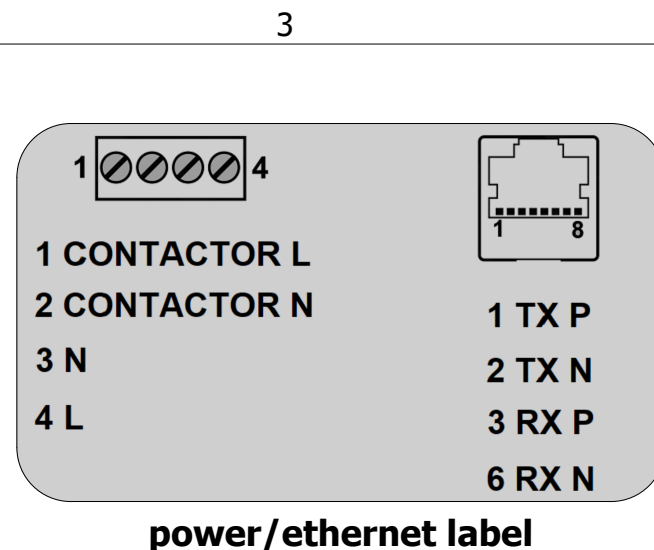 3
1 4
1 CONTACTOR L
2 CONTACTOR N
3 N
4 L
1 8
1 TX P
2 TX N
3 RX P
6 RX N
power/ethernet label